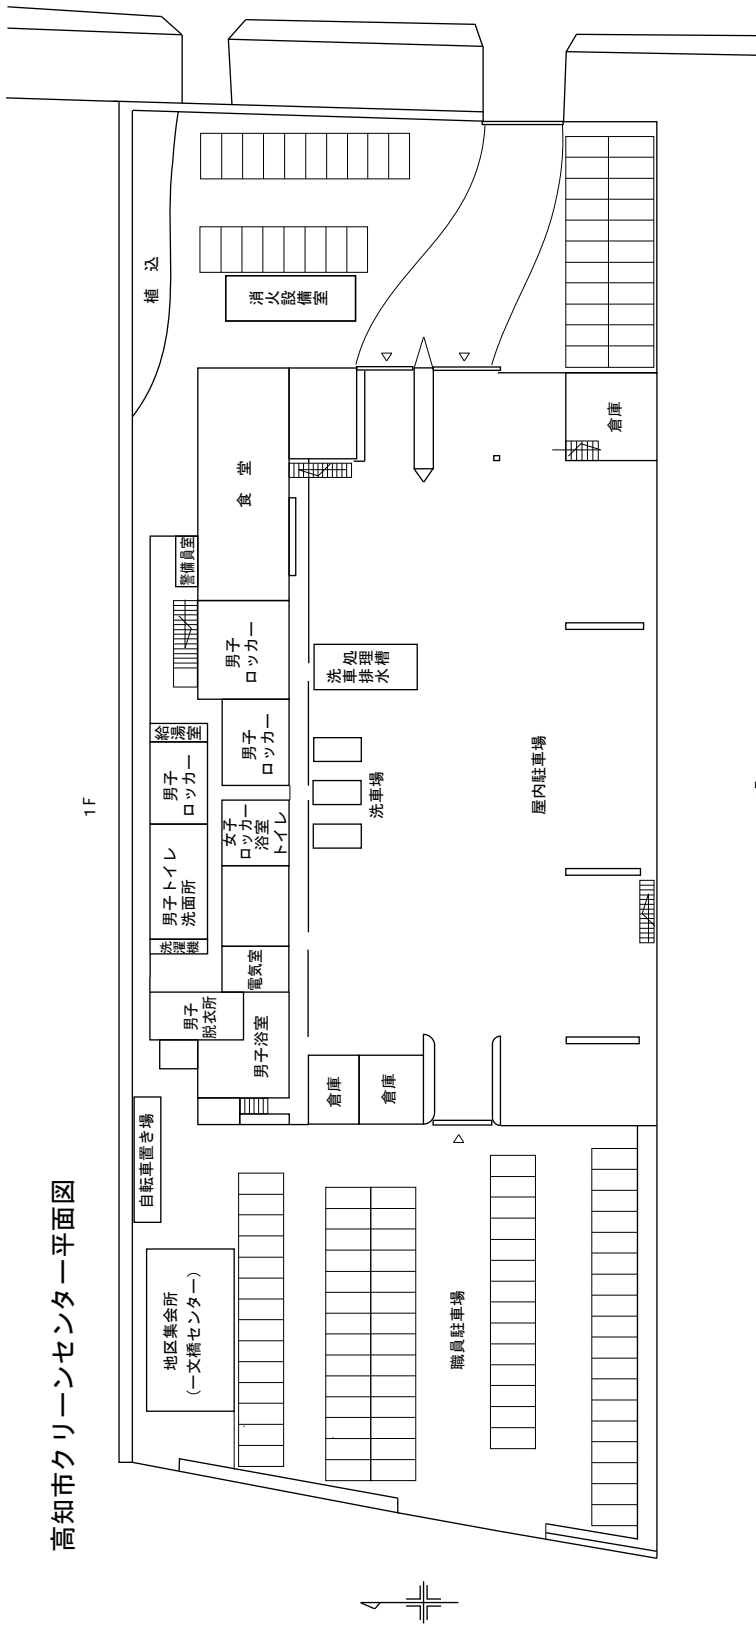 高知市クリーンセンター平面図
1F
植 込
消火設備室
食 堂
警備員室
男子
ロッカー
男子
ロッカー
給湯室
男子
ロッカー
女子
ロッカー
浴室
トイレ
男子トイレ
洗面所
洗濯機
電気室
男子
脱衣所
男子浴室
自転車置き場
地区集会所
(一文橋センター)
洗車処理
排水槽
洗車場
倉庫
倉庫
倉庫
屋内駐車場
職員駐車場